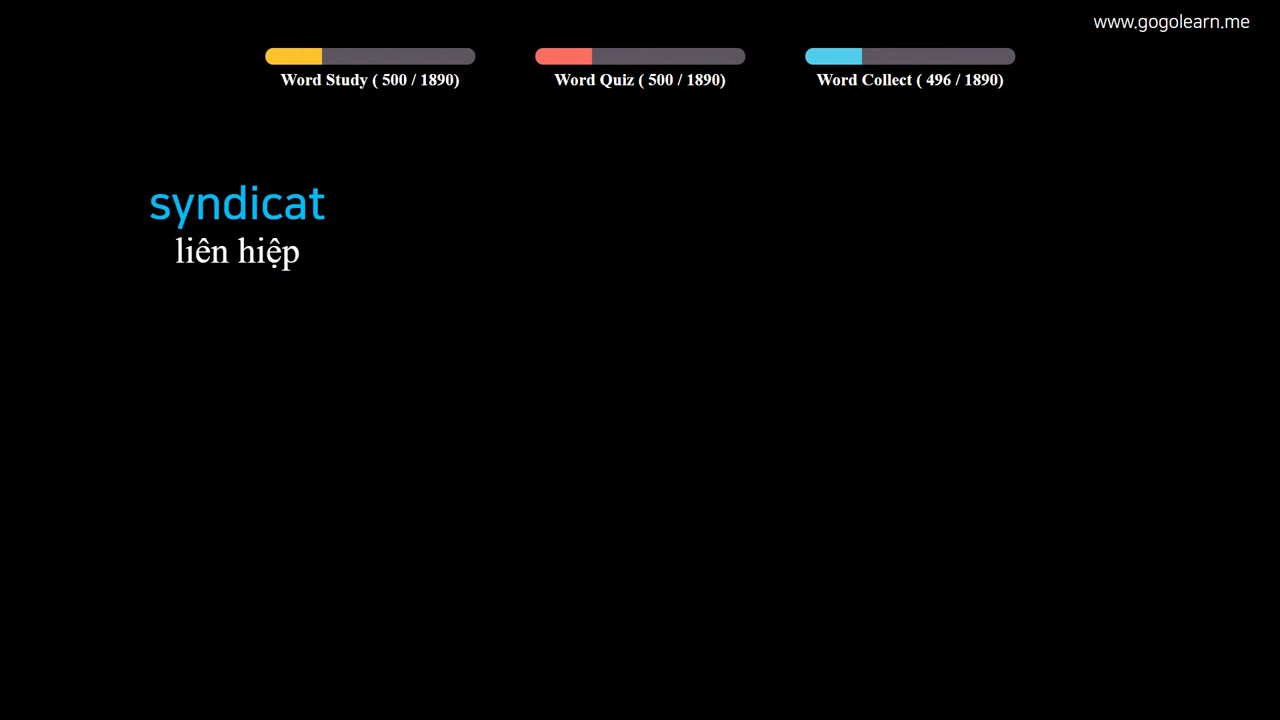 www.gogolearn.me
Word Study ( 500 / 1890)
Word Quiz ( 500 / 1890)
Word Collect ( 496 / 1890)
syndicat
liên hiệp